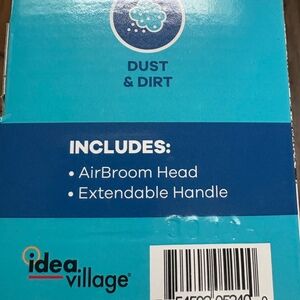 DUST
& DIRT
INCLUDES:
• AirBroom Head
• Extendable Handle
idea
village®